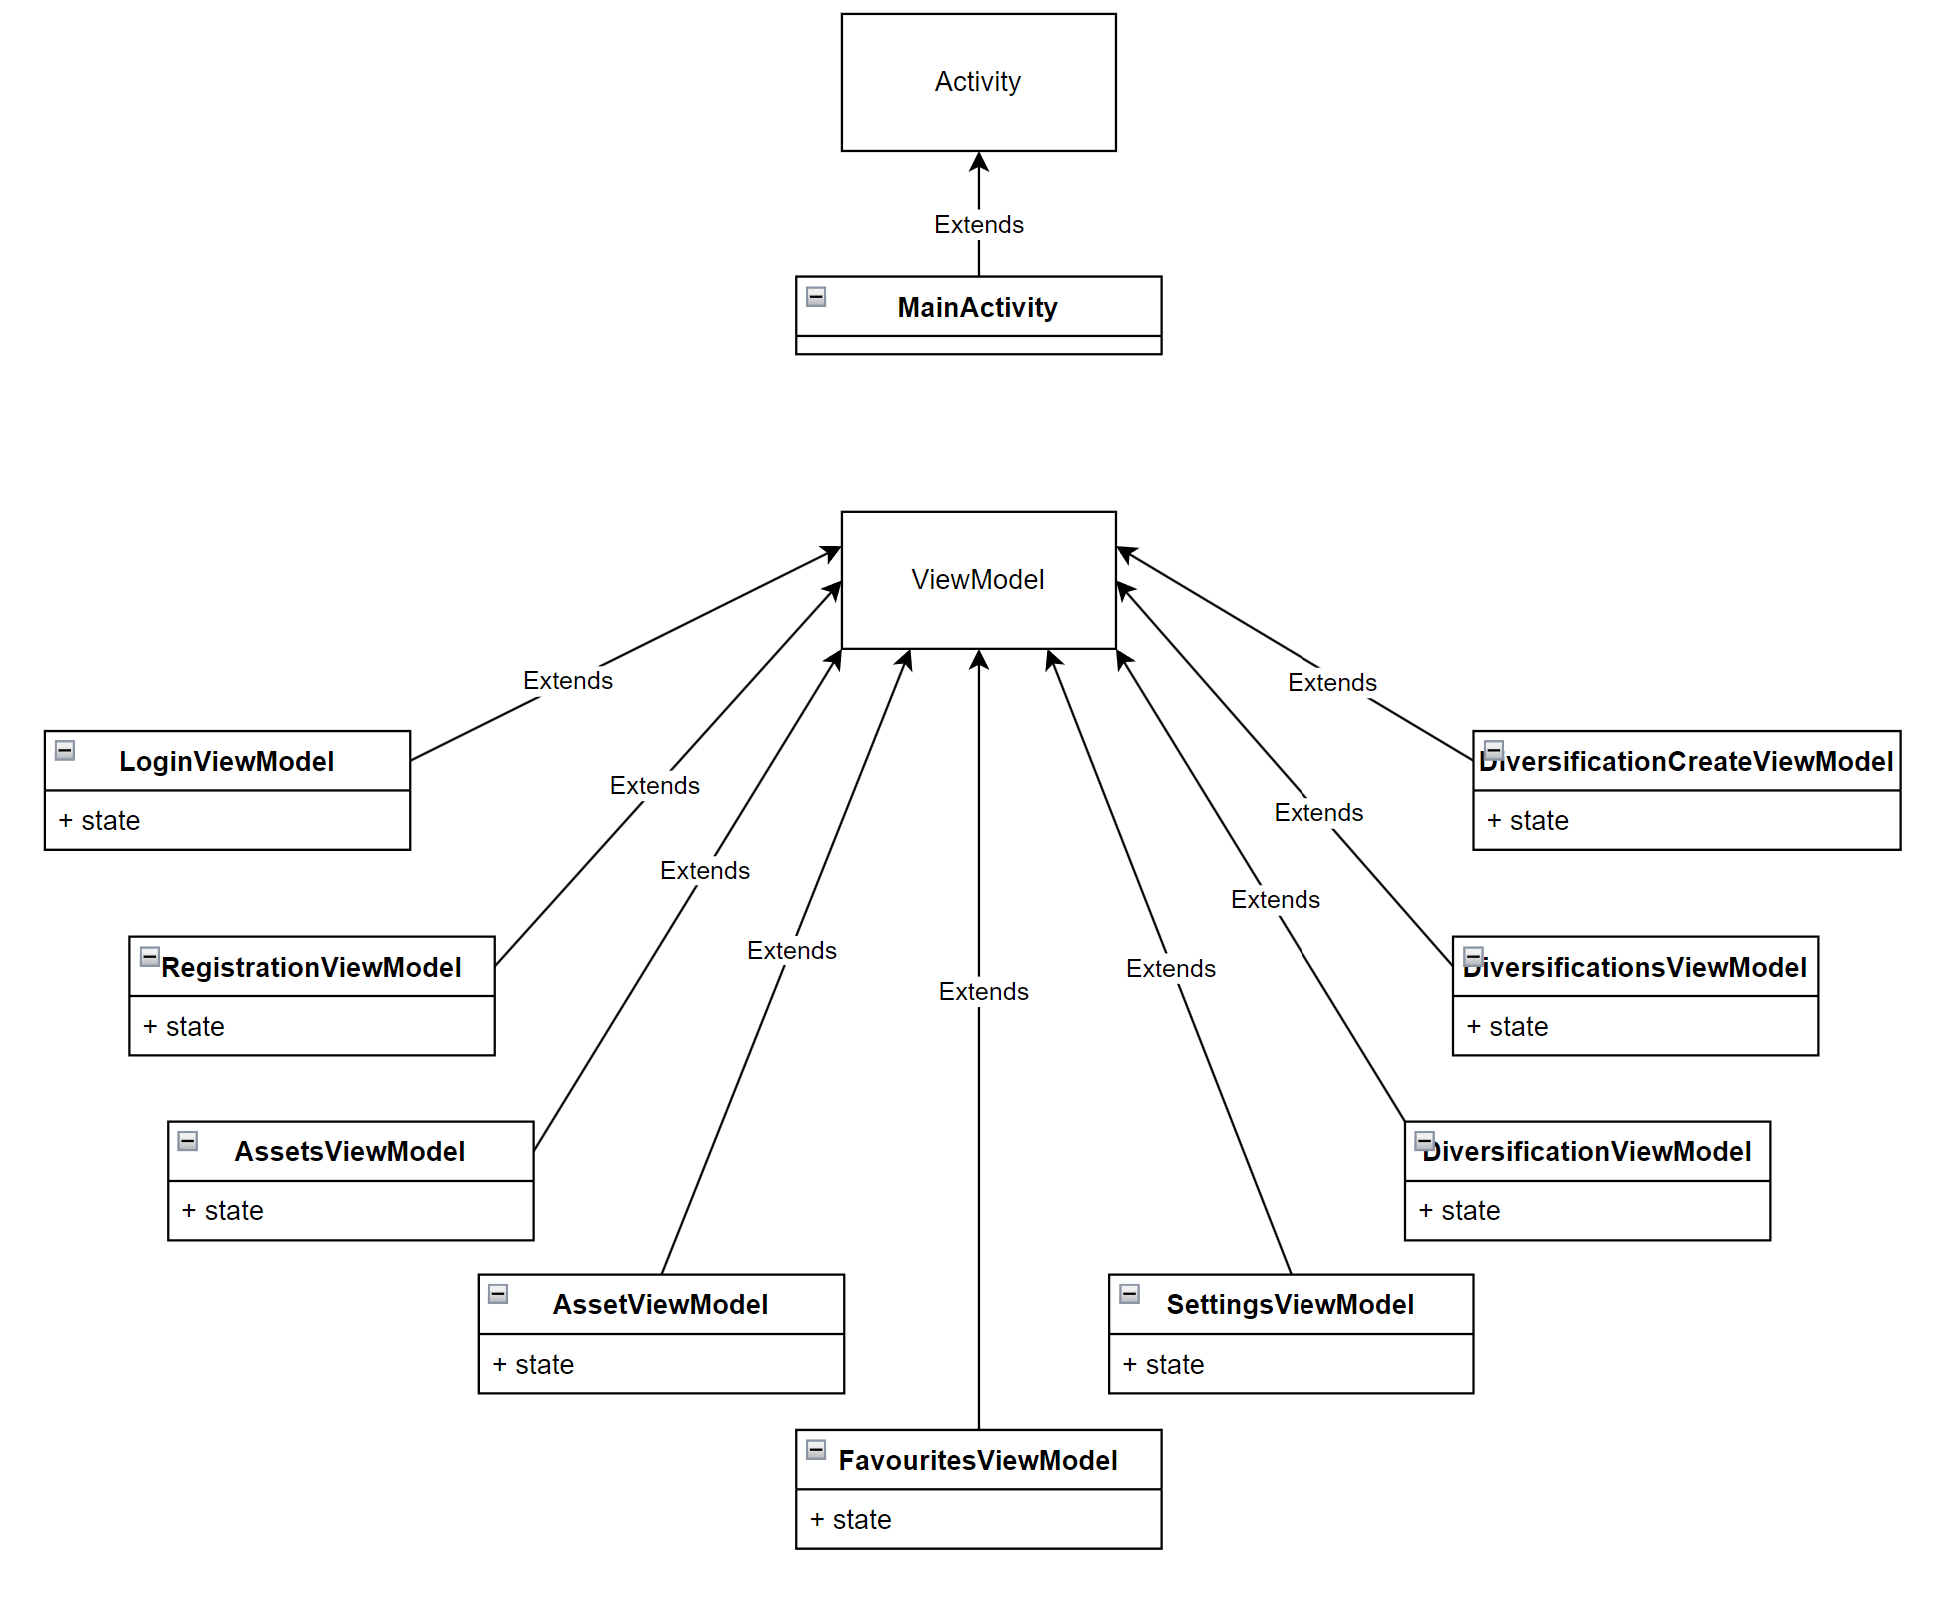 Activity
Extends
MainActivity
ViewModel
Extends
Extends
LoginViewModel
+ state
DiversificationCreateViewModel
+ state
Extends
Extends
Extends
Extends
RegistrationViewModel
+ state
Extends
Extends
Extends
DiversificationsViewModel
+ state
AssetsViewModel
+ state
DiversificationViewModel
+ state
AssetViewModel
+ state
SettingsViewModel
+ state
FavouritesViewModel
+ state